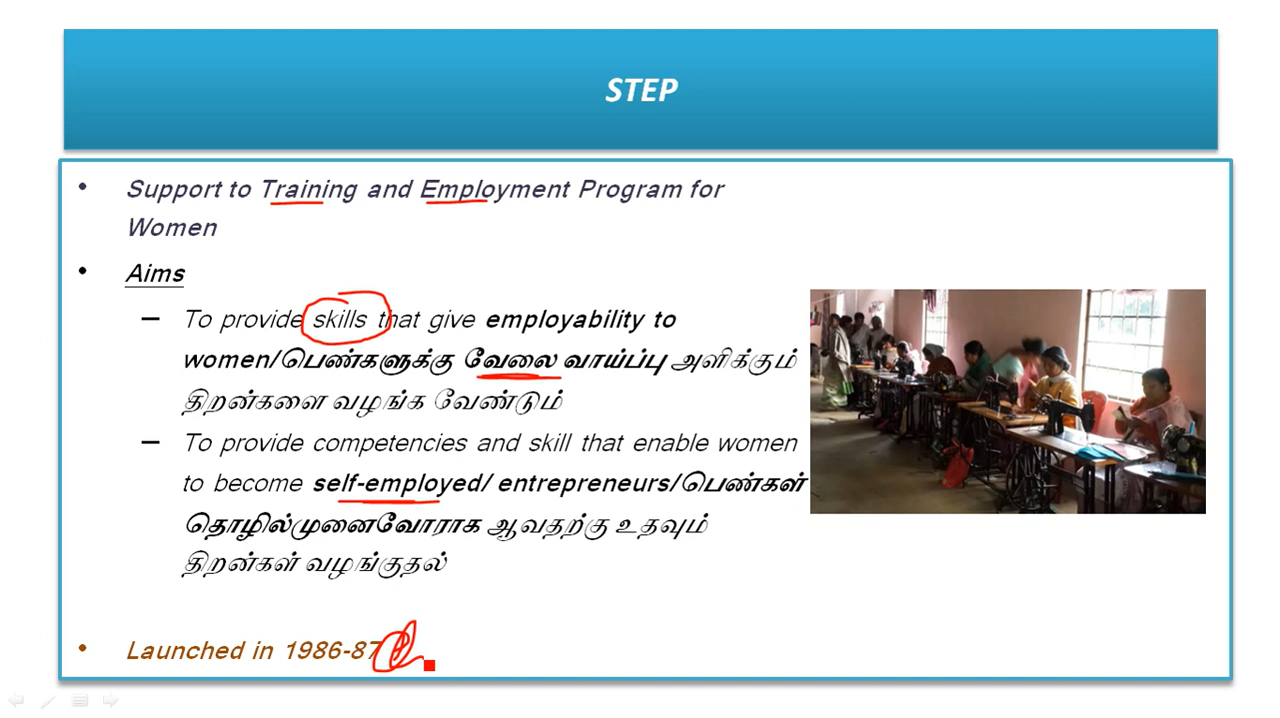 STEP
• Support to Training and Employment Program for
Women
• Aims
– To provide skills that give employability to
women/பெண்களுக்கு வேலை வாய்ப்பு அளிக்கும்
திறன்களை வழங்க வேண்டும்
– To provide competencies and skill that enable women
to become self-employed/ entrepreneurs/பெண்கள்
தொழில்முனைவோராக ஆவதற்கு உதவும்
திறன்கள் வழங்குதல்
• Launched in 1986-87